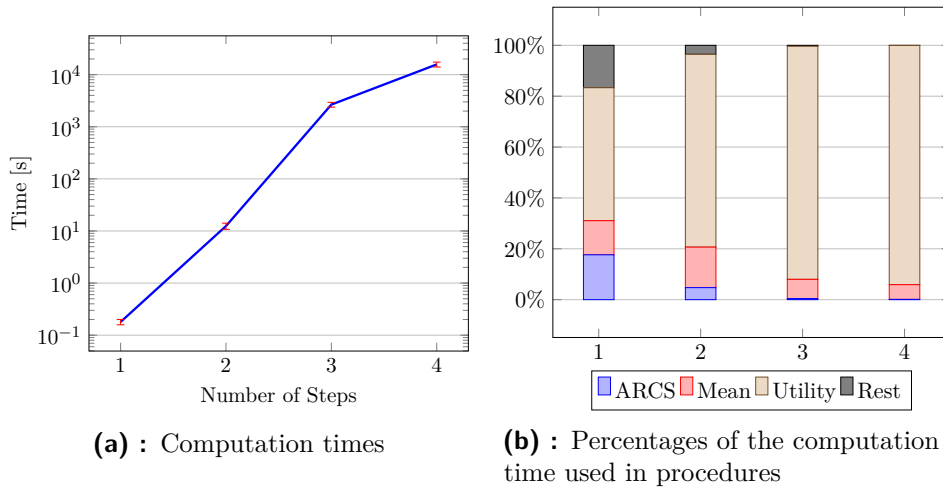 10^4
10^3
10^2
10^1
10^0
10^−1
Time [s]
1 2 3 4
Number of Steps
(a) : Computation times
100%
80%
60%
40%
20%
0%
1 2 3 4
ARCS Mean Utility Rest
(b) : Percentages of the computation
time used in procedures